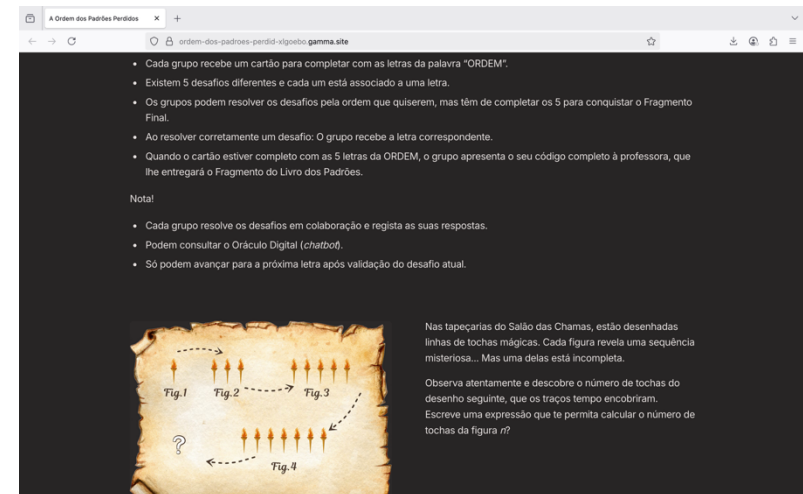 A Ordem dos Padrões Perdidos
ordem-dos-padroes-perdid-xlgoebo.gamma.site
Cada grupo recebe um cartão para completar com as letras da palavra “ORDEM”.
Existem 5 desafios diferentes e cada um está associado a uma letra.
Os grupos podem resolver os desafios pela ordem que quiserem, mas têm de completar os 5 para conquistar o Fragmento
Final.
Ao resolver corretamente um desafio: O grupo recebe a letra correspondente.
Quando o cartão estiver completo com as 5 letras da ORDEM, o grupo apresenta o seu código completo à professora, que
lhe entregará o Fragmento do Livro dos Padrões.
Nota!
Cada grupo resolve os desafios em colaboração e regista as suas respostas.
Podem consultar o Oráculo Digital (chatbot).
Só podem avançar para a próxima letra após validação do desafio atual.
Fig.1
Fig.2
Fig.3
?
Fig.4
Nas tapeçarias do Salão das Chamas, estão desenhadas
linhas de tochas mágicas. Cada figura revela uma sequência
misteriosa... Mas uma delas está incompleta.
Observa atentamente e descobre o número de tochas do
desenho seguinte, que os traços tempo encobriram.
Escreve uma expressão que te permita calcular o número de
tochas da figura n?